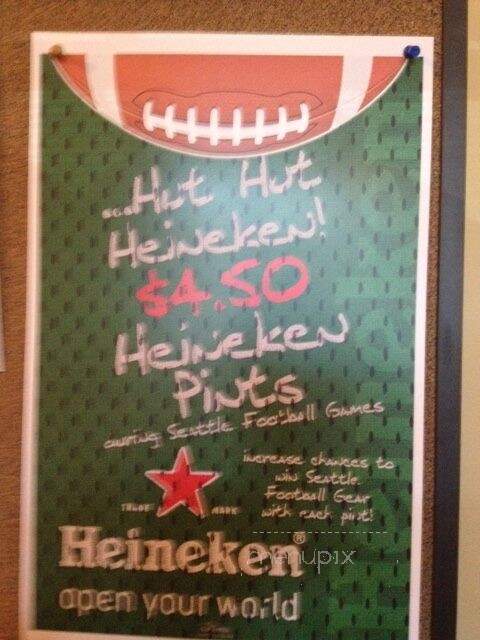 ...Hut Hut
Heineken!
$4.50
Heineken
Pints
during Seattle Football Games
increase chances to
win Seattle
Football Gear
with each pint!
TRADE MARK
Heineken®
menupix
open your world